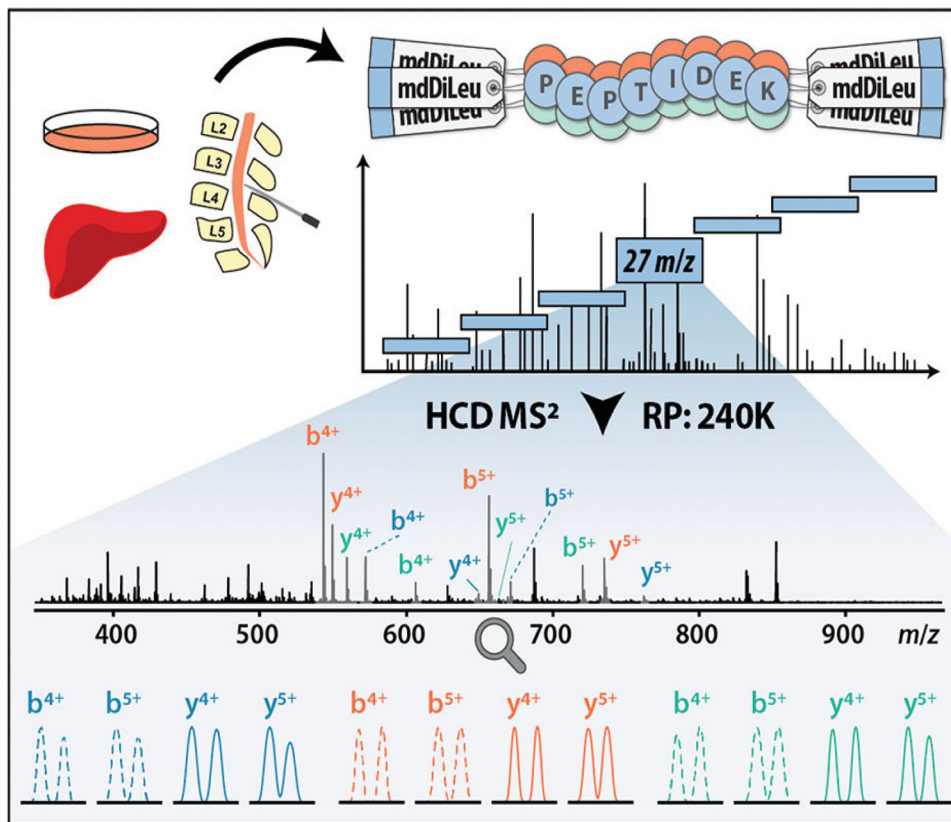 mdDiLeu
mdDiLeu
mdDiLeu
PEPTIDEK
mdDiLeu
mdDiLeu
mdDiLeu
L2
L3
L4
L5
27 m/z
HCD MS² RP: 240K
b⁴⁺
y⁴⁺
y⁴⁺
b⁴⁺
b⁴⁺
y⁴⁺
b⁵⁺
y⁵⁺
b⁵⁺
b⁵⁺
y⁵⁺
y⁵⁺
400 500 600 700 800 900 m/z
b⁴⁺ b⁵⁺ y⁴⁺ y⁵⁺ b⁴⁺ b⁵⁺ y⁴⁺ y⁵⁺ b⁴⁺ b⁵⁺ y⁴⁺ y⁵⁺